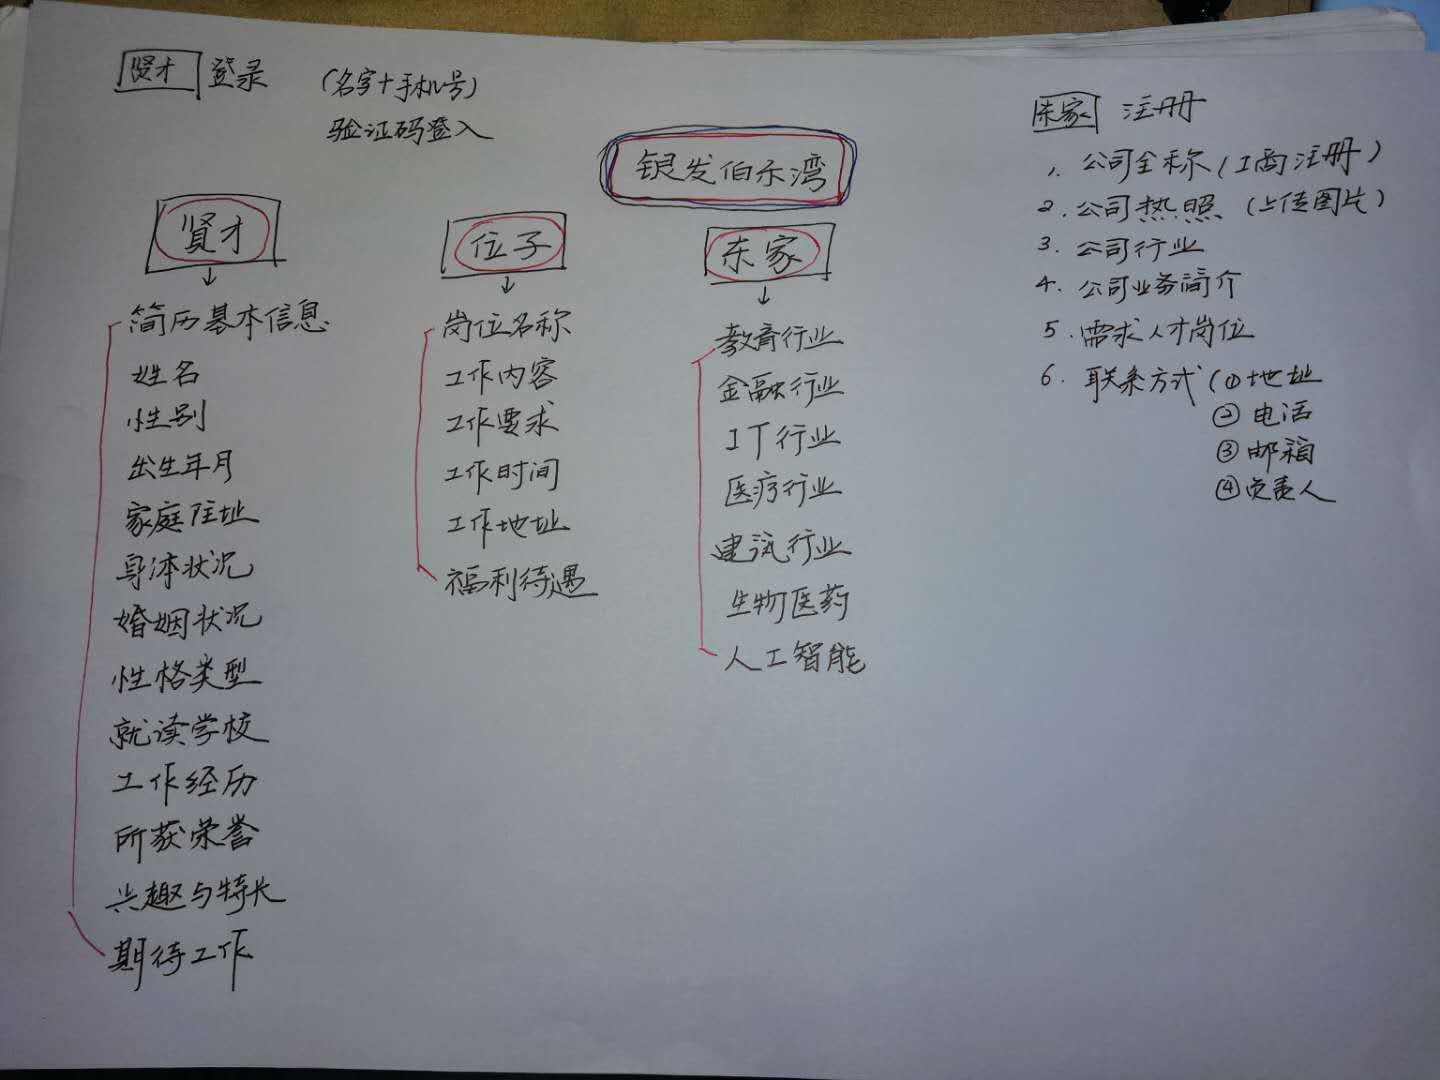 贤才 登录 (名字+手机号)
验证码登入
银发伯乐湾
贤才
简历基本信息
姓名
性别
出生年月
家庭住址
身体状况
婚姻状况
性格类型
就读学校
工作经历
所获荣誉
兴趣与特长
期待工作
位子
岗位名称
工作内容
工作要求
工作时间
工作地址
福利待遇
东家
教育行业
金融行业
IT行业
医疗行业
建筑行业
生物医药
人工智能
东家 注册
1. 公司全称(工商注册)
2. 公司热照(上传图片)
3. 公司行业
4. 公司业务简介
5. 需求人才岗位
6. 联系方式(①地址
②电话
③邮箱
④负责人